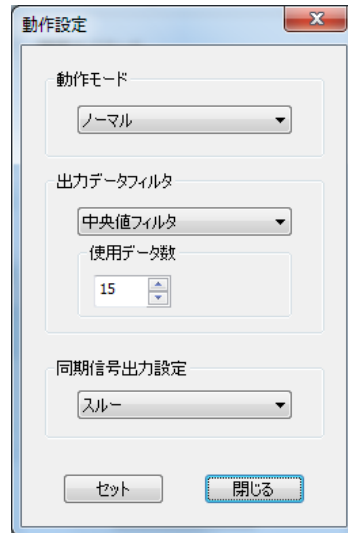 動作設定
動作モード
ノーマル
出力データフィルタ
中央値フィルタ
使用データ数
15
同期信号出力設定
スルー
セット
閉じる